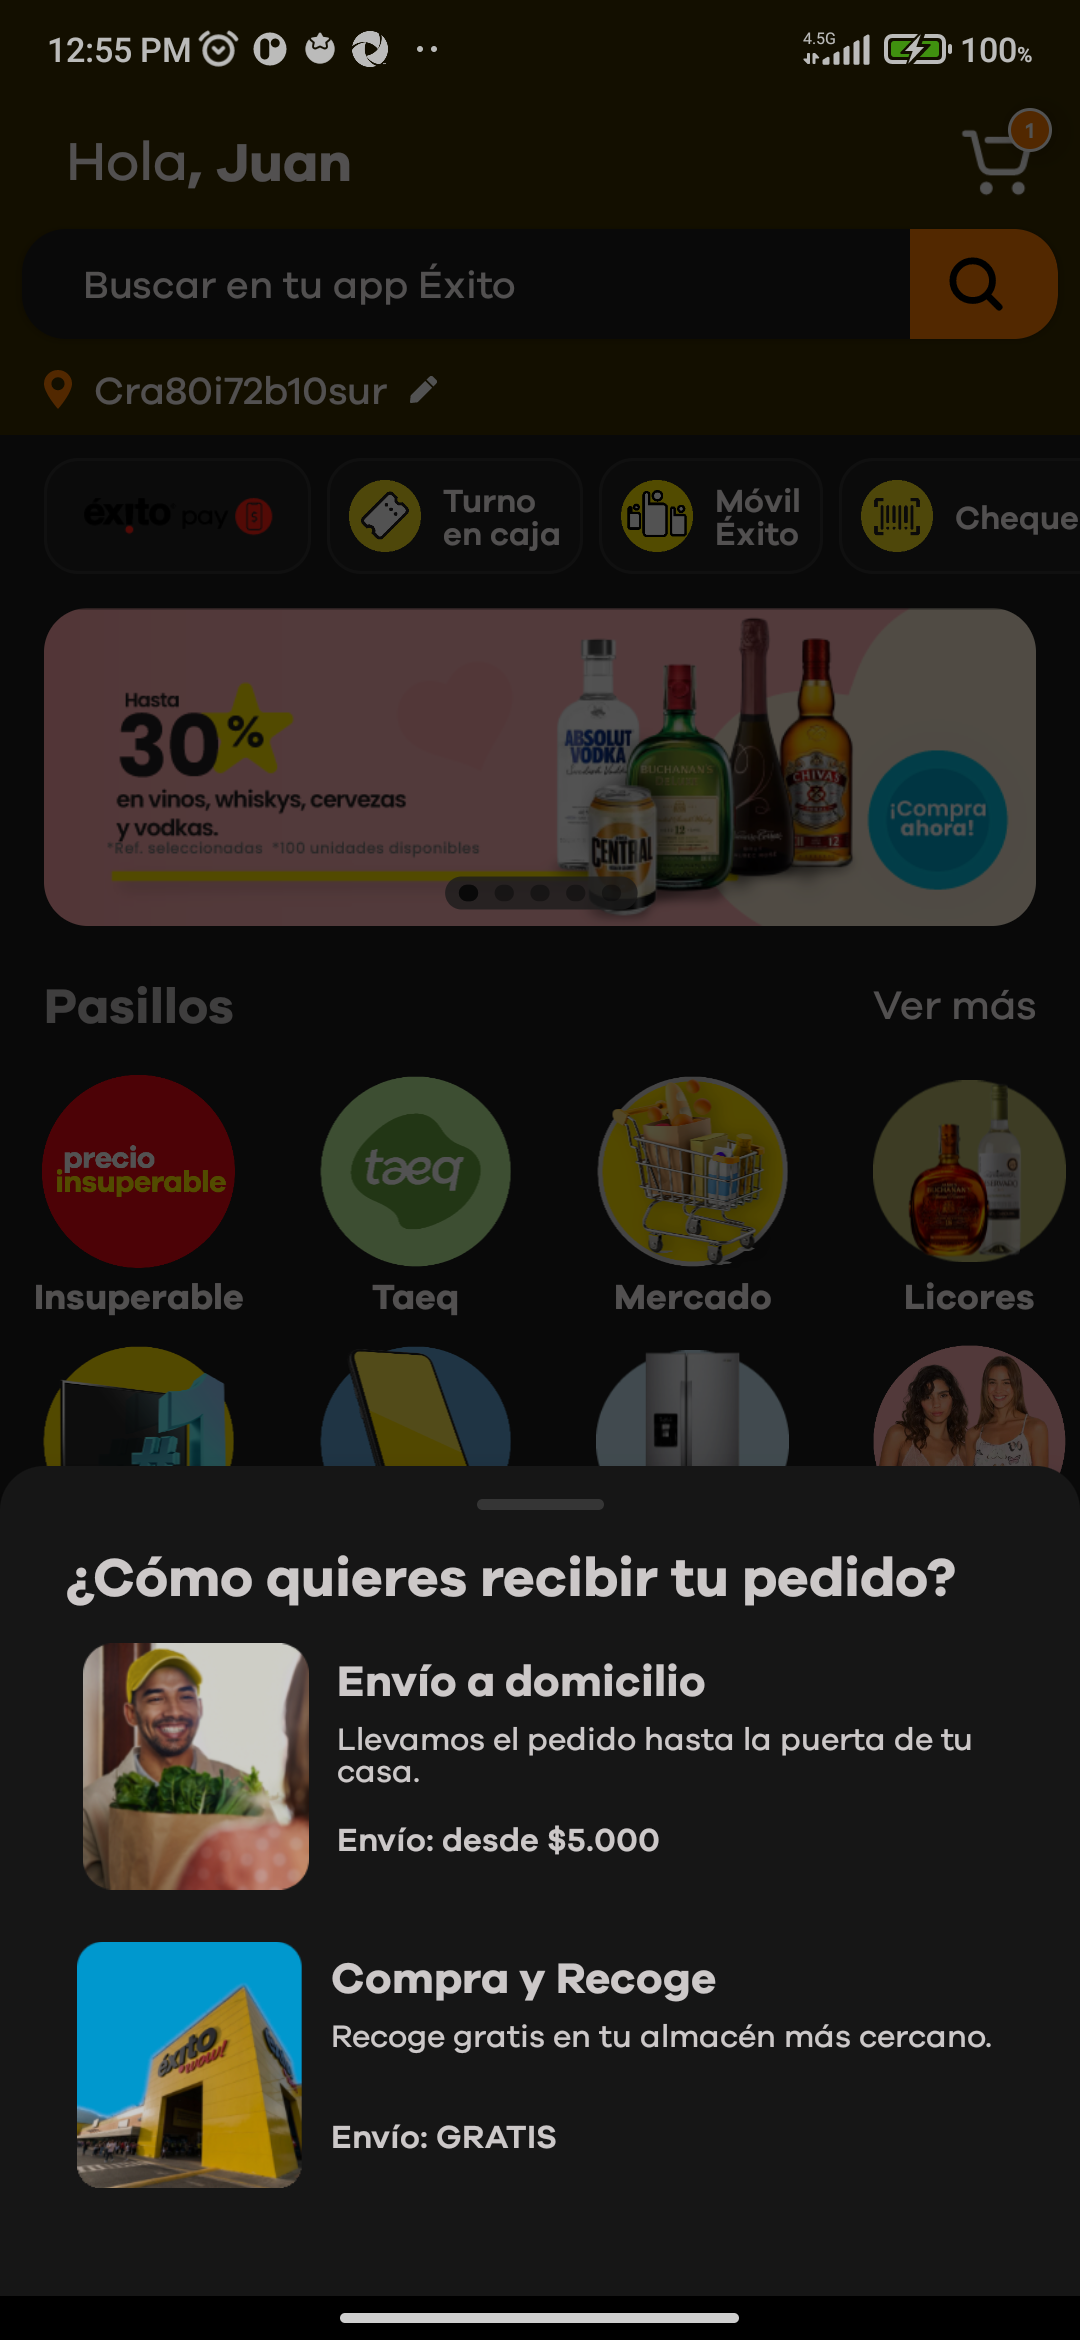 12:55 PM
4.5G
100%
Hola, Juan
1
Buscar en tu app Éxito
Cra80i72b10sur
éxito pay
$
Turno
en caja
Móvil
Éxito
Cheque
Hasta
30%
en vinos, whiskys, cervezas
y vodkas.
*Ref. seleccionadas *100 unidades disponibles
ABSOLUT
VODKA
BUCHANAN'S
12
CENTRAL
CHIVAS
12
¡Compra
ahora!
Pasillos
Ver más
precio
insuperable
taeq
BUCHANAN'S
Insuperable
Taeq
Mercado
Licores
#1
¿Cómo quieres recibir tu pedido?
Envío a domicilio
Llevamos el pedido hasta la puerta de tu
casa.
Envío: desde $5.000
éxito
wow!
Compra y Recoge
Recoge gratis en tu almacén más cercano.
Envío: GRATIS